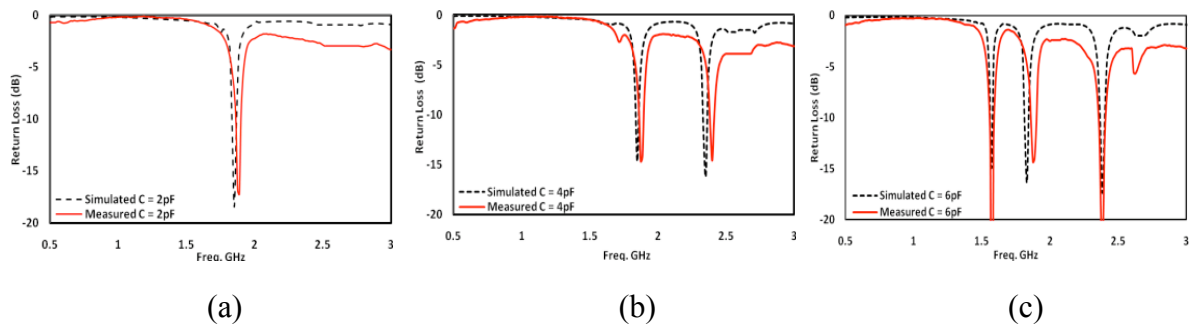 0
-5
-10
-15
-20
Return Loss (dB)
Simulated C = 2pF
Measured C = 2pF
0.5 1 1.5 2 2.5 3
Freq. GHz
(a)
0
-5
-10
-15
-20
Return Loss (dB)
Simulated C = 4pF
Measured C = 4pF
0.5 1 1.5 2 2.5 3
Freq. GHz
(b)
0
-5
-10
-15
-20
Return Loss (dB)
Simulated C = 6pF
Measured C = 6pF
0.5 1 1.5 2 2.5 3
Freq. GHz
(c)